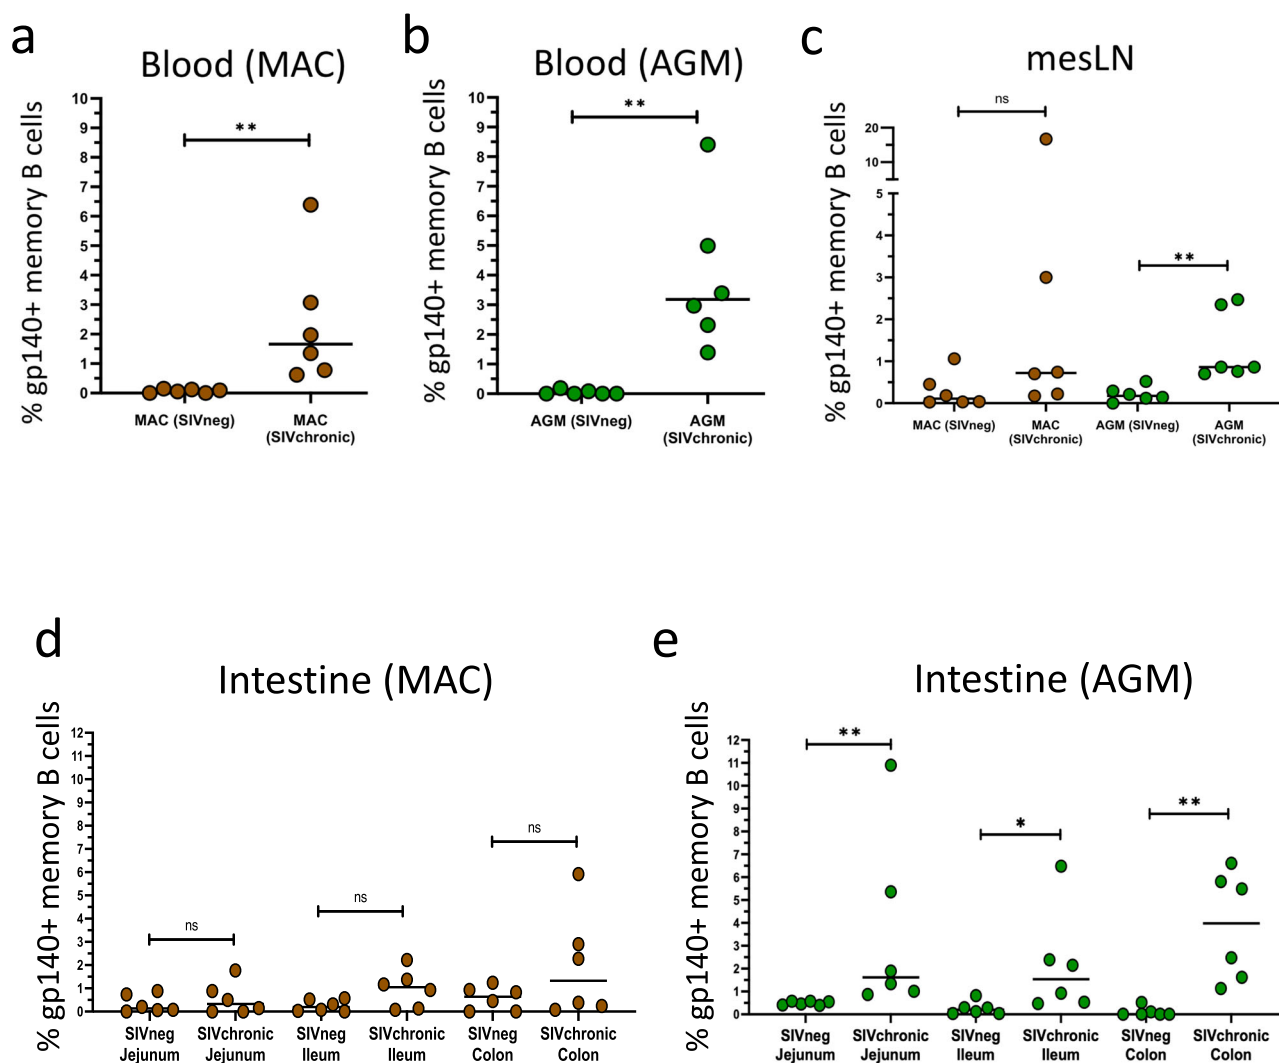 a
Blood (MAC)
% gp140+ memory B cells
10
9
8
7
6
5
4
3
2
1
0
**
MAC (SIVneg)
MAC
(SIVchronic)
b
Blood (AGM)
% gp140+ memory B cells
10
9
8
7
6
5
4
3
2
1
0
**
AGM (SIVneg)
AGM
(SIVchronic)
c
mesLN
% gp140+ memory B cells
20
10
5
4
3
2
1
0
ns
**
MAC (SIVneg)
MAC
(SIVchronic)
AGM (SIVneg)
AGM
(SIVchronic)
d
Intestine (MAC)
% gp140+ memory B cells
12
11
10
9
8
7
6
5
4
3
2
1
0
ns
ns
ns
SIVneg
Jejunum
SIVchronic
Jejunum
SIVneg
Ileum
SIVchronic
Ileum
SIVneg
Colon
SIVchronic
Colon
e
Intestine (AGM)
% gp140+ memory B cells
12
11
10
9
8
7
6
5
4
3
2
1
0
**
*
**
SIVneg
Jejunum
SIVchronic
Jejunum
SIVneg
Ileum
SIVchronic
Ileum
SIVneg
Colon
SIVchronic
Colon